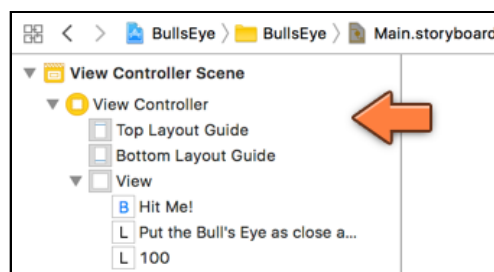 BullsEye BullsEye Main.storyboard
View Controller Scene
View Controller
Top Layout Guide
Bottom Layout Guide
View
B Hit Me!
L Put the Bull's Eye as close a...
L 100